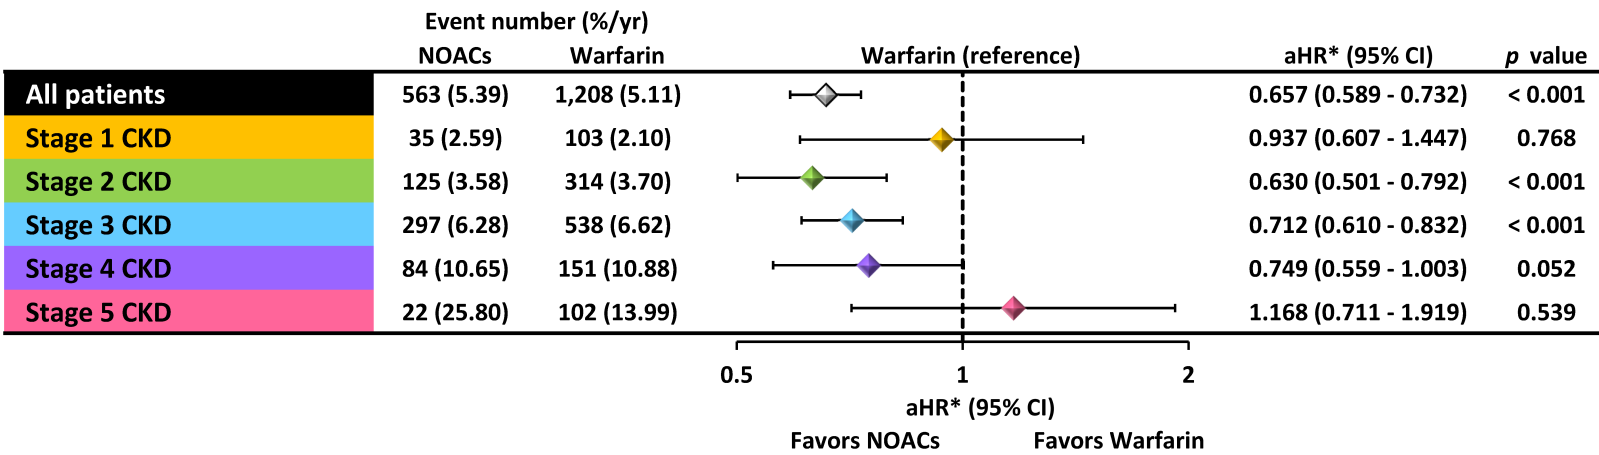 Event number (%/yr)
NOACs Warfarin Warfarin (reference) aHR* (95% CI) p value
All patients 563 (5.39) 1,208 (5.11) 0.657 (0.589 - 0.732) < 0.001
Stage 1 CKD 35 (2.59) 103 (2.10) 0.937 (0.607 - 1.447) 0.768
Stage 2 CKD 125 (3.58) 314 (3.70) 0.630 (0.501 - 0.792) < 0.001
Stage 3 CKD 297 (6.28) 538 (6.62) 0.712 (0.610 - 0.832) < 0.001
Stage 4 CKD 84 (10.65) 151 (10.88) 0.749 (0.559 - 1.003) 0.052
Stage 5 CKD 22 (25.80) 102 (13.99) 1.168 (0.711 - 1.919) 0.539
0.5 1 2
aHR* (95% CI)
Favors NOACs Favors Warfarin